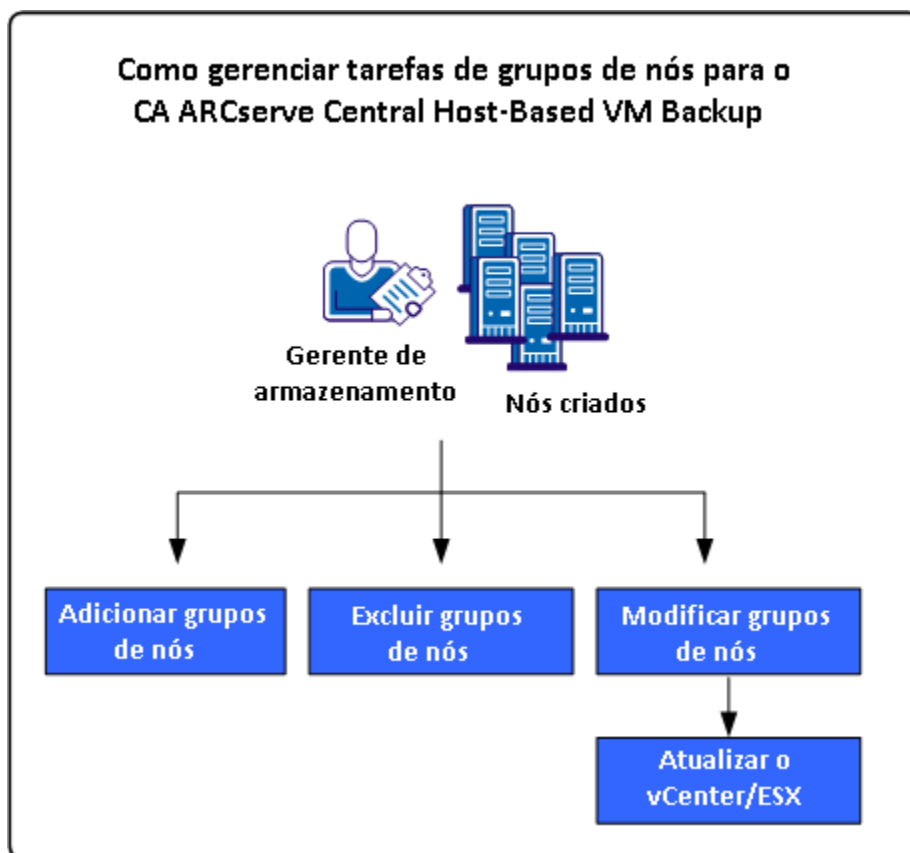 Como gerenciar tarefas de grupos de nós para o
CA ARCserve Central Host-Based VM Backup
Gerente de
armazenamento
Nós criados
Adicionar grupos
de nós
Excluir grupos
de nós
Modificar grupos
de nós
Atualizar o
vCenter/ESX